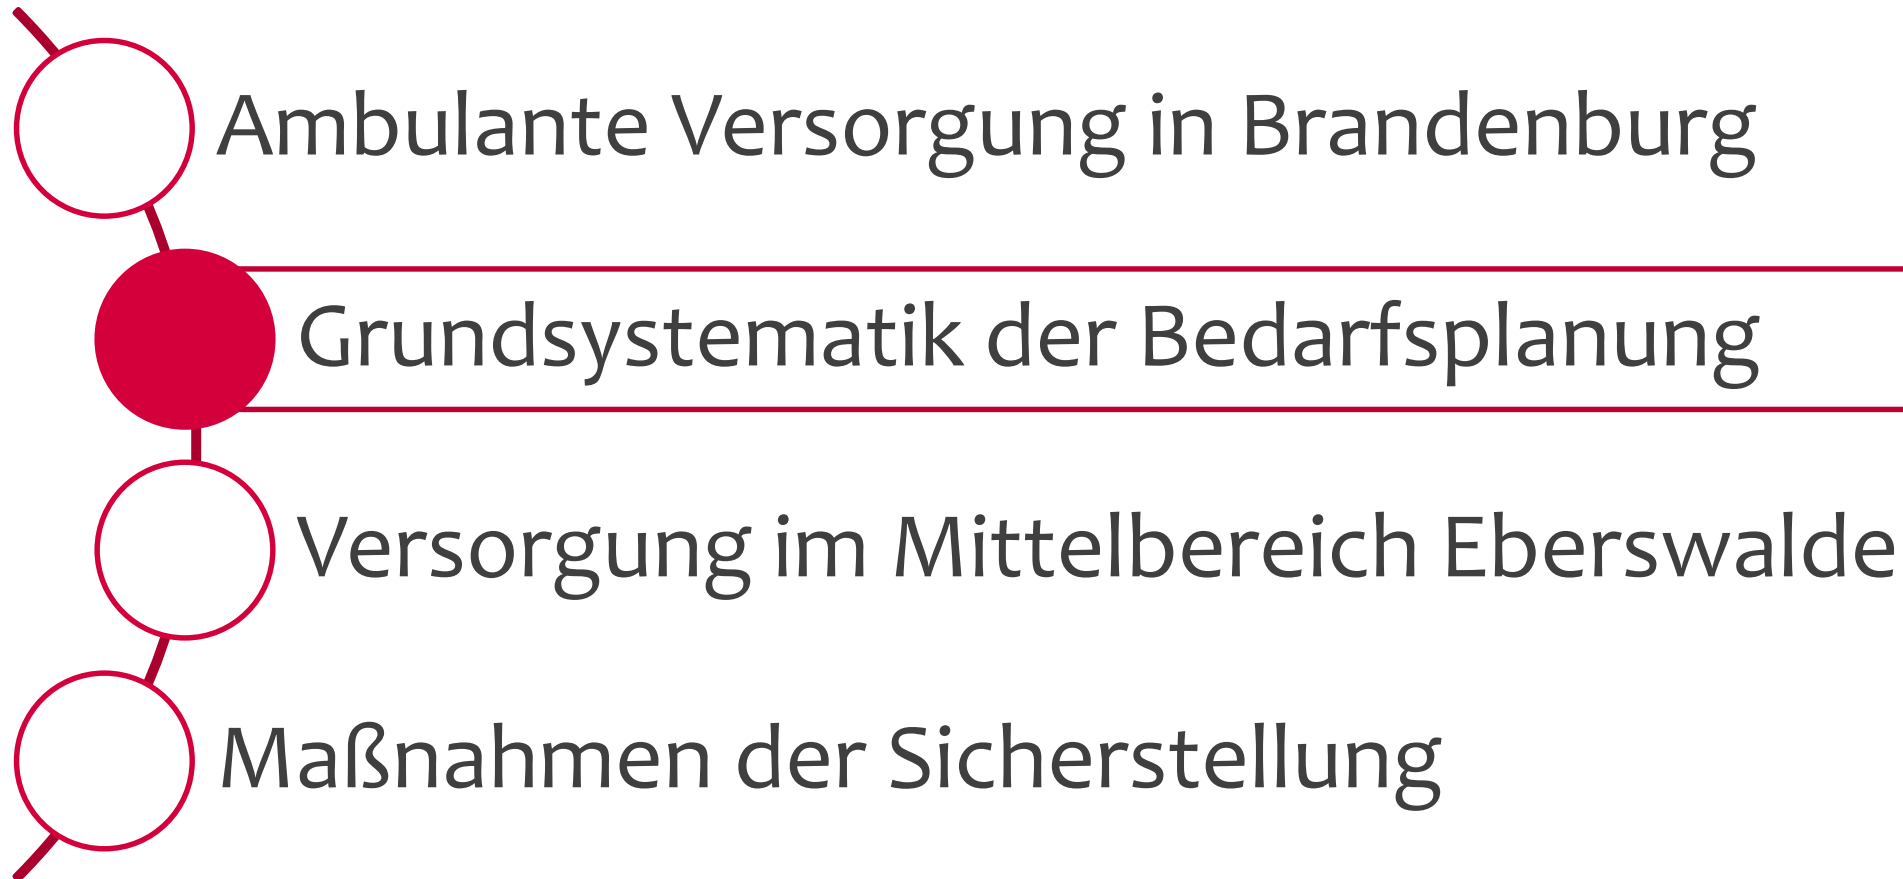 Ambulante Versorgung in Brandenburg
Grundsystematik der Bedarfsplanung
Versorgung im Mittelbereich Eberswalde
Maßnahmen der Sicherstellung